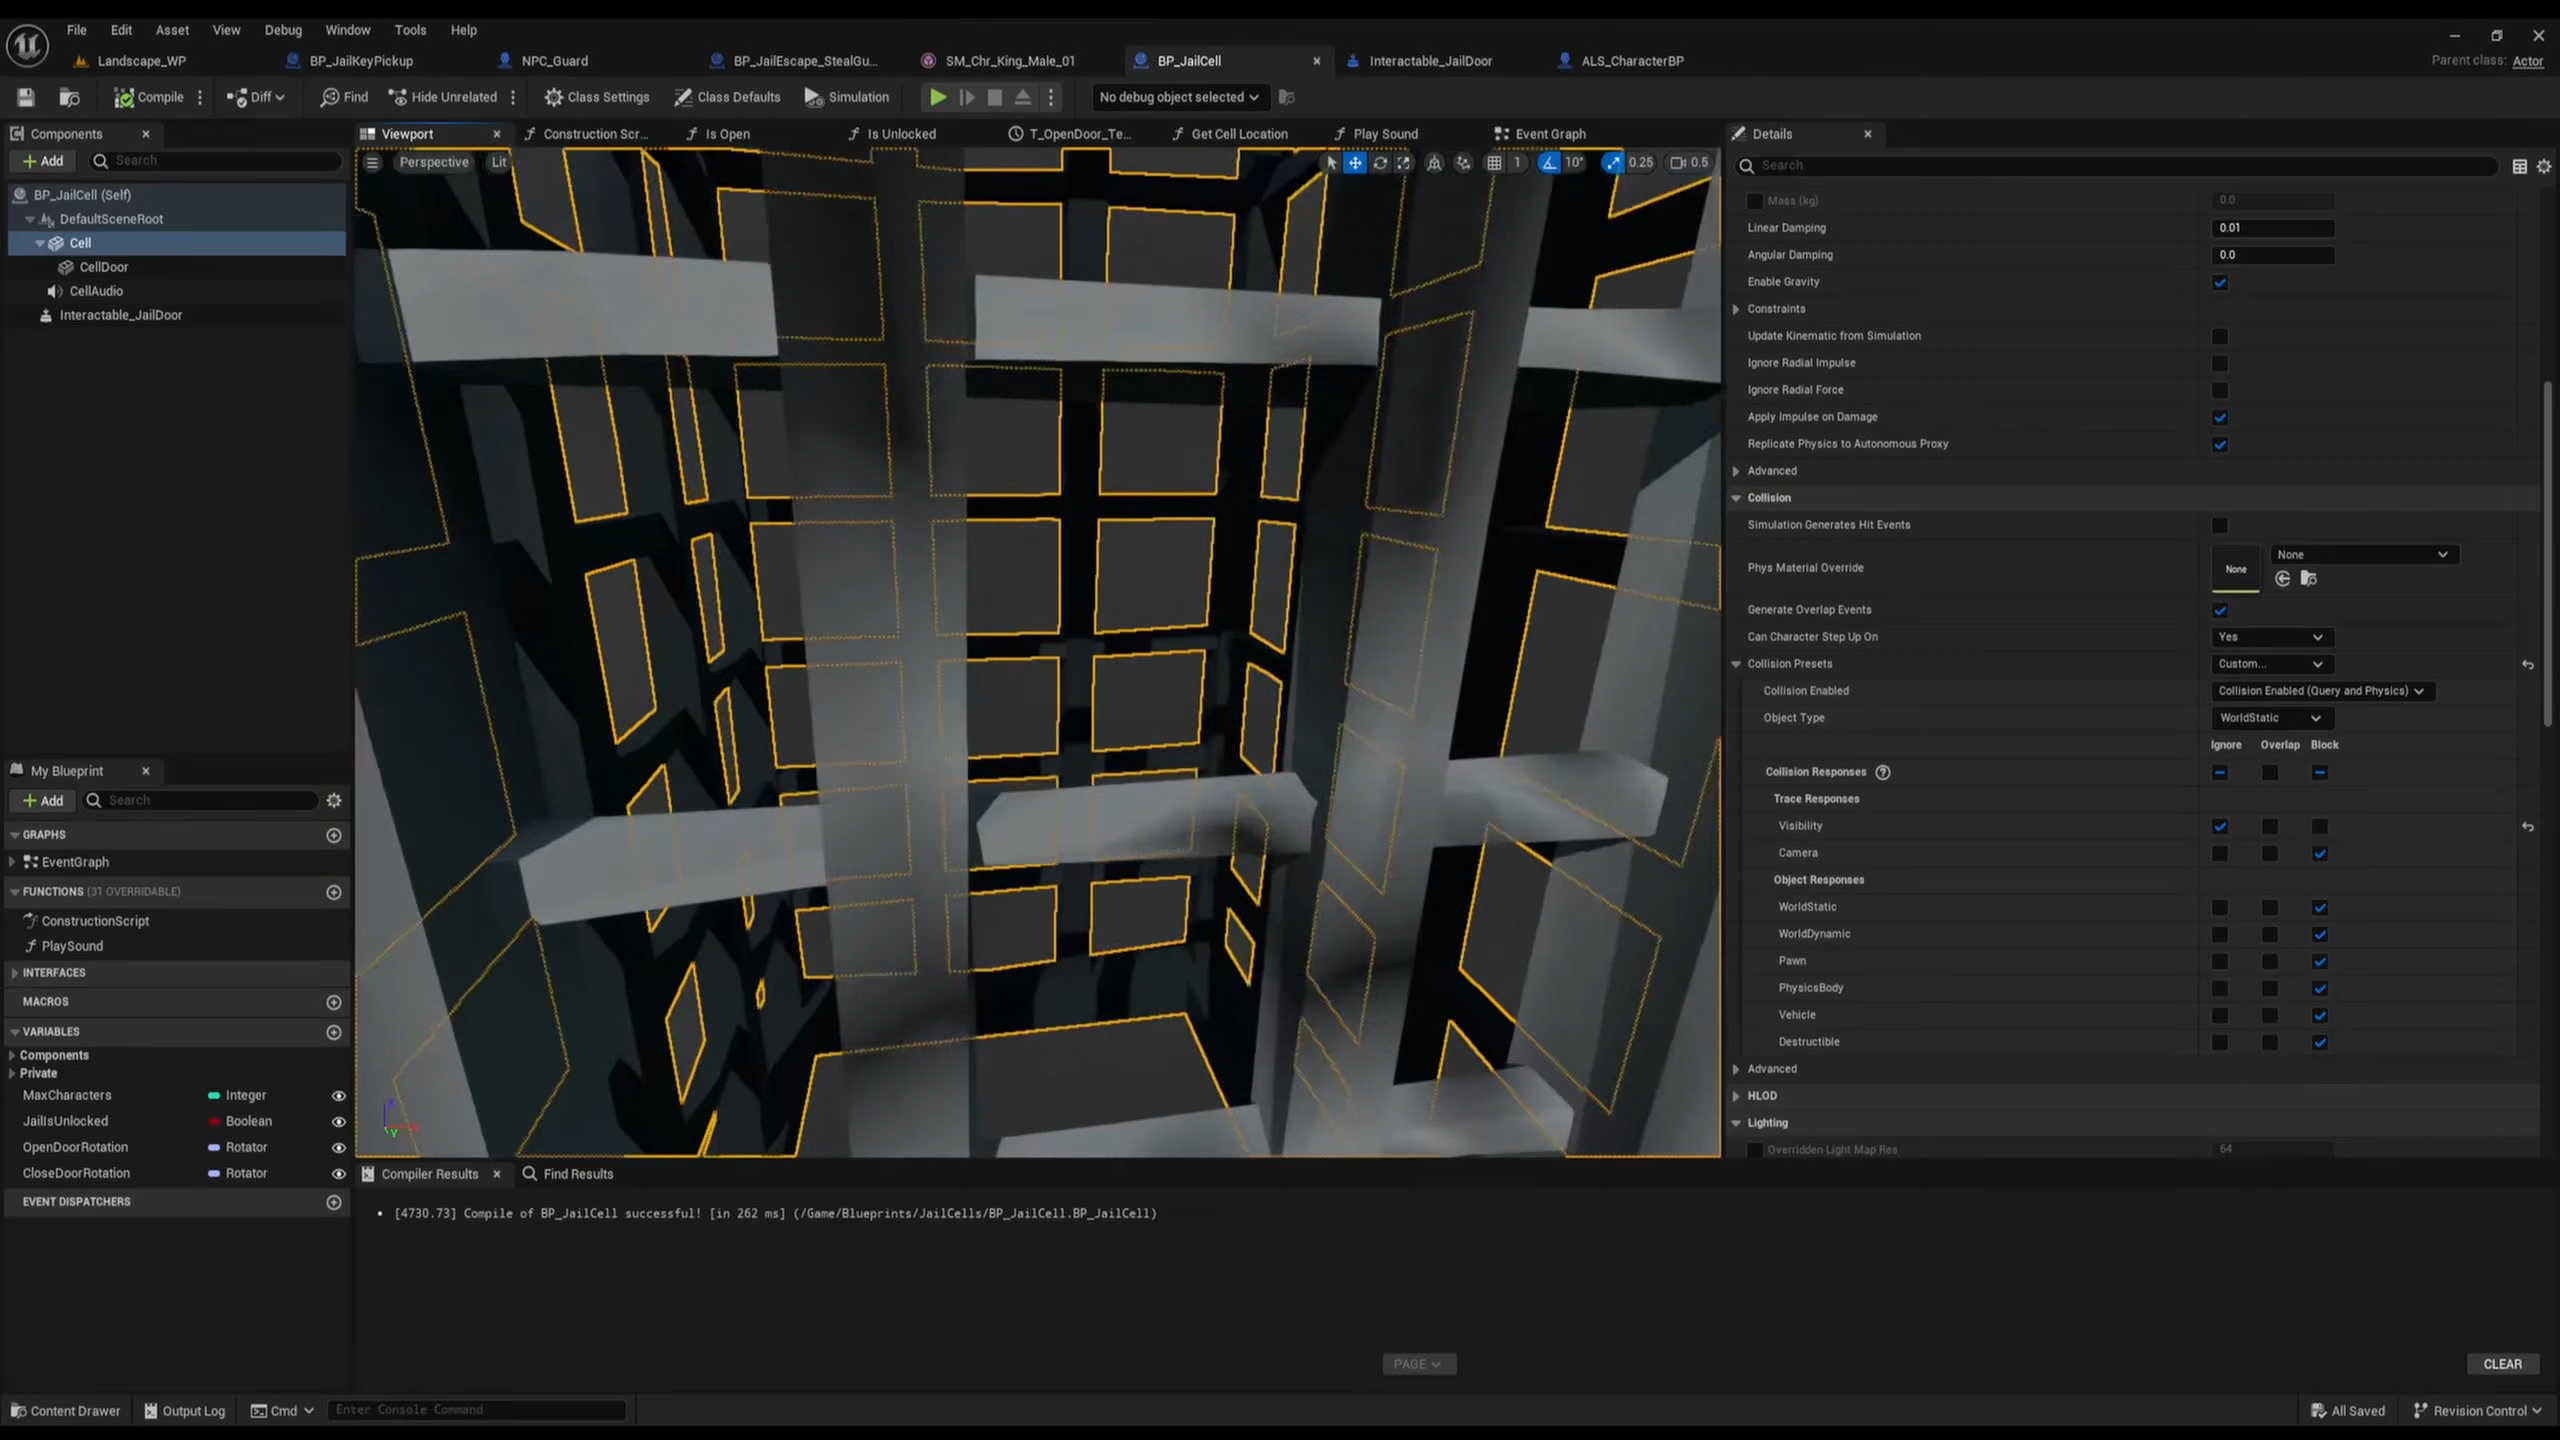 File Edit Asset View Debug Window Tools Help
Landscape_WP BP_JailKeyPickup NPC_Guard BP_JailEscape_StealGu... SM_Chr_King_Male_01 BP_JailCell Interactable_JailDoor ALS_CharacterBP
Parent class: Actor
Compile Diff Find Hide Unrelated Class Settings Class Defaults Simulation No debug object selected
Components
Add Search
BP_JailCell (Self)
DefaultSceneRoot
Cell
CellDoor
CellAudio
Interactable_JailDoor
My Blueprint
Add Search
GRAPHS
EventGraph
FUNCTIONS (31 OVERRIDABLE)
ConstructionScript
PlaySound
INTERFACES
MACROS
VARIABLES
Components
Private
MaxCharacters Integer
JailIsUnlocked Boolean
OpenDoorRotation Rotator
CloseDoorRotation Rotator
EVENT DISPATCHERS
Viewport Construction Scr... Is Open Is Unlocked T_OpenDoor_Te... Get Cell Location Play Sound Event Graph
Perspective Lit 1 10° 0.25 0.5
Y
Compiler Results Find Results
• [4730.73] Compile of BP_JailCell successful! [in 262 ms] (/Game/Blueprints/JailCells/BP_JailCell.BP_JailCell)
PAGE
CLEAR
Details
Search
Mass (kg) 0.0
Linear Damping 0.01
Angular Damping 0.0
Enable Gravity
Constraints
Update Kinematic from Simulation
Ignore Radial Impulse
Ignore Radial Force
Apply Impulse on Damage
Replicate Physics to Autonomous Proxy
Advanced
Collision
Simulation Generates Hit Events
Phys Material Override None None
Generate Overlap Events
Can Character Step Up On Yes
Collision Presets Custom...
Collision Enabled Collision Enabled (Query and Physics)
Object Type WorldStatic
Ignore Overlap Block
Collision Responses
Trace Responses
Visibility
Camera
Object Responses
WorldStatic
WorldDynamic
Pawn
PhysicsBody
Vehicle
Destructible
Advanced
HLOD
Lighting
Overridden Light Map Res 64
Content Drawer Output Log Cmd Enter Console Command All Saved Revision Control